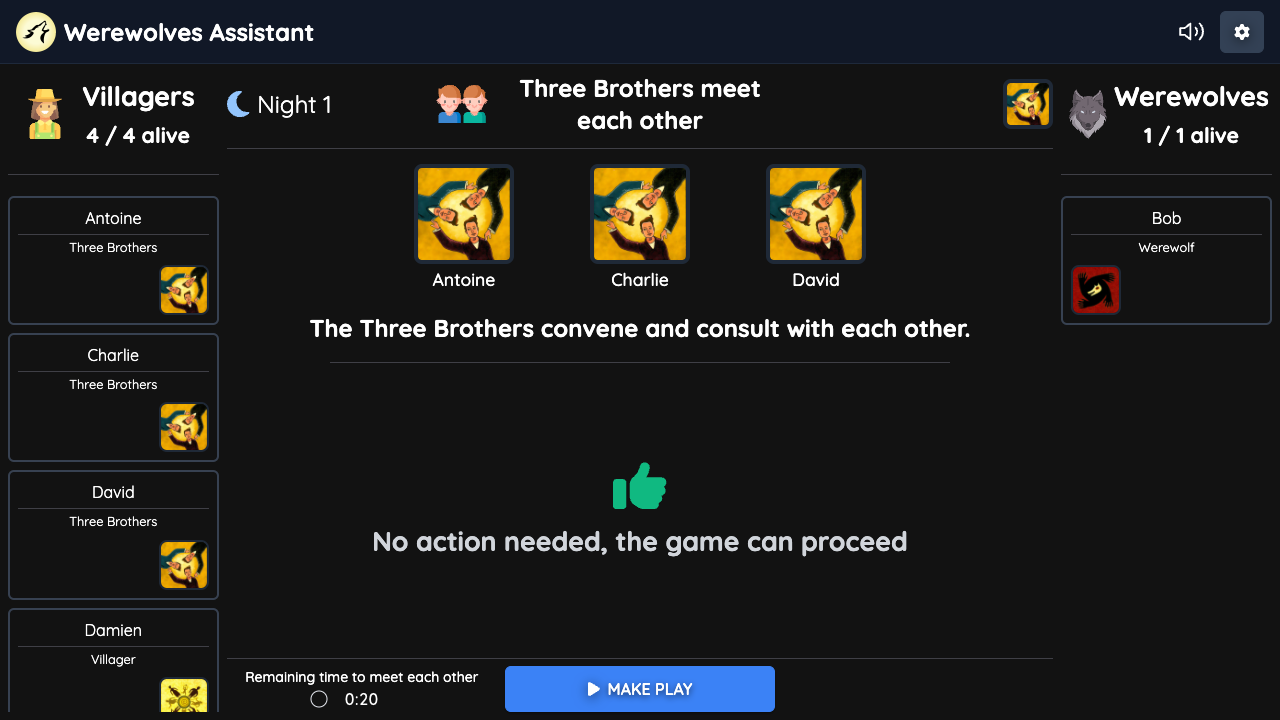 Werewolves Assistant
Villagers
4 / 4 alive
Night 1
Three Brothers meet
each other
Werewolves
1 / 1 alive
Antoine
Three Brothers
Charlie
Three Brothers
David
Three Brothers
Damien
Villager
Antoine
Charlie
David
The Three Brothers convene and consult with each other.
No action needed, the game can proceed
Remaining time to meet each other
0:20
MAKE PLAY
Bob
Werewolf